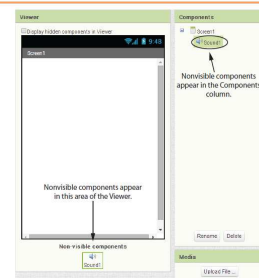 Viewer
Display hidden components in Viewer
9:48
Screen1
Nonvisible components appear
in this area of the Viewer.
Non-visible components
Sound1
Components
Screen1
Sound1
Nonvisible components
appear in the Components
column.
Rename Delete
Media
Upload File ...